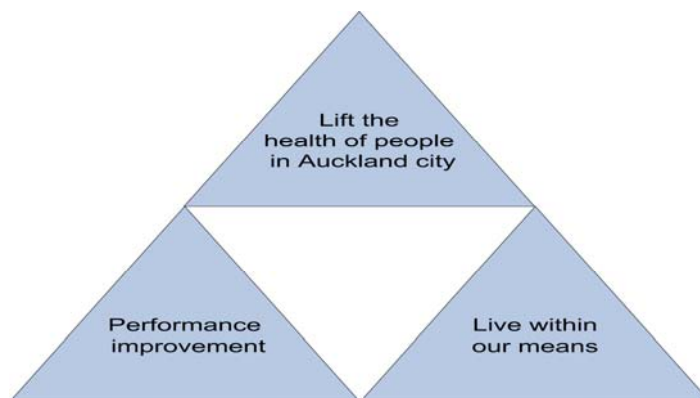 Lift the
health of people
in Auckland city
Performance
improvement
Live within
our means